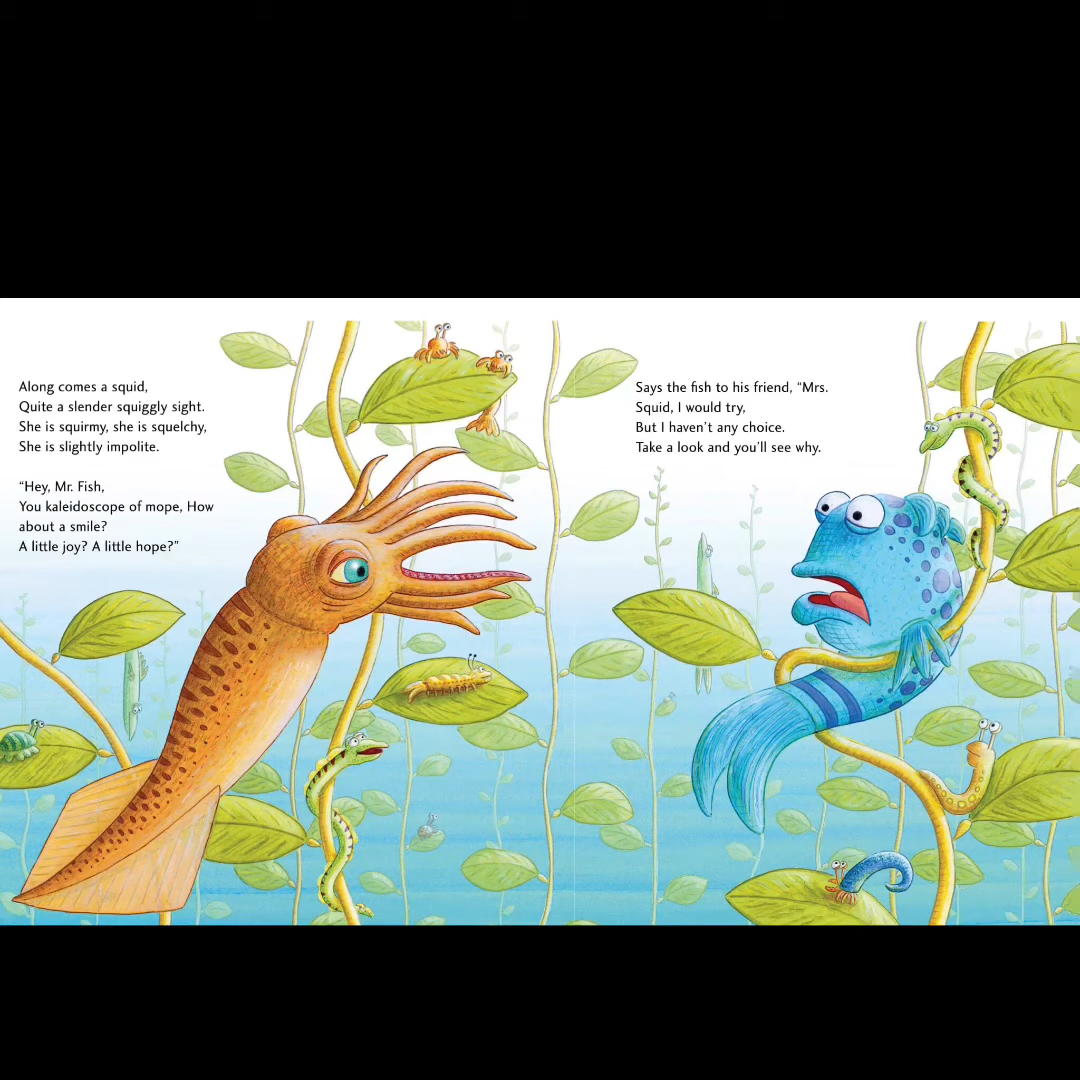 Along comes a squid,
Quite a slender squiggly sight.
She is squirmy, she is squelchy,
She is slightly impolite.
“Hey, Mr. Fish,
You kaleidoscope of mope, How
about a smile?
A little joy? A little hope?”
Says the fish to his friend, “Mrs.
Squid, I would try,
But I haven’t any choice.
Take a look and you’ll see why.